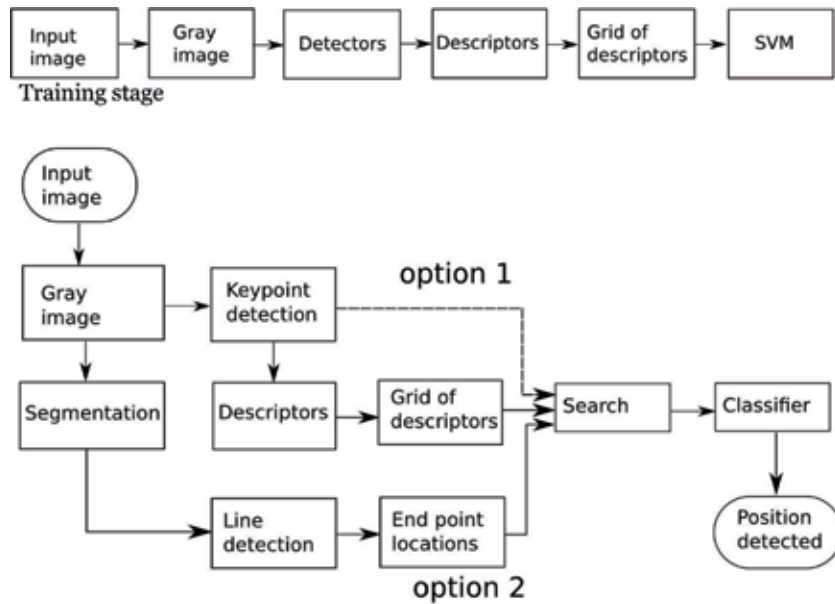 Input
image
Gray
image
Detectors
Descriptors
Grid of
descriptors
SVM
Training stage
Input
image
Gray
image
Keypoint
detection
option 1
Segmentation
Descriptors
Grid of
descriptors
Search
Classifier
Line
detection
End point
locations
option 2
Position
detected